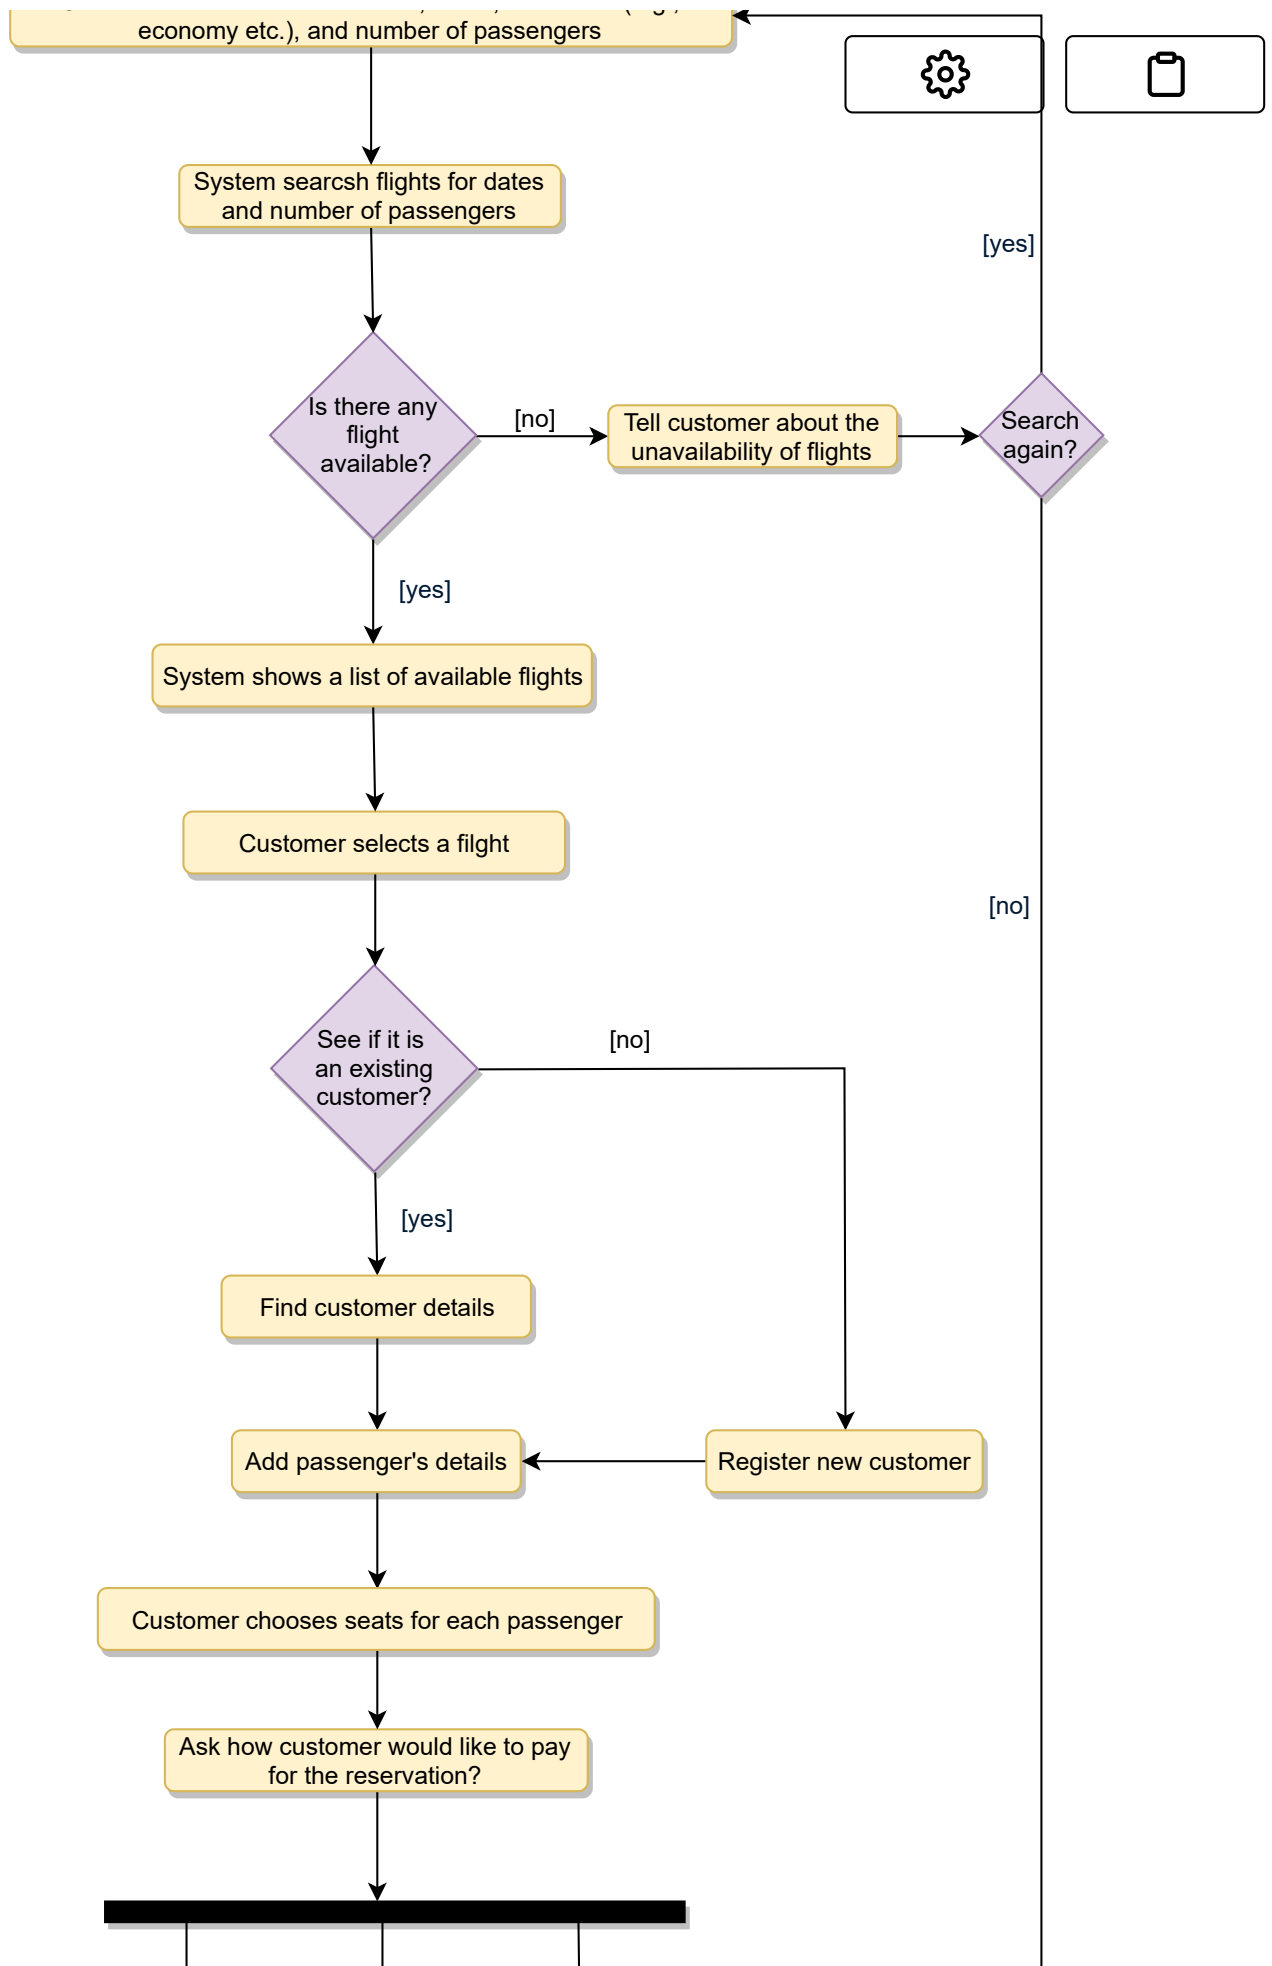 economy etc.), and number of passengers
System searcsh flights for dates
and number of passengers
[yes]
Is there any
flight
available?
[no]
Tell customer about the
unavailability of flights
Search
again?
[yes]
System shows a list of available flights
Customer selects a filght
[no]
See if it is
an existing
customer?
[no]
[yes]
Find customer details
Add passenger's details
Register new customer
Customer chooses seats for each passenger
Ask how customer would like to pay
for the reservation?